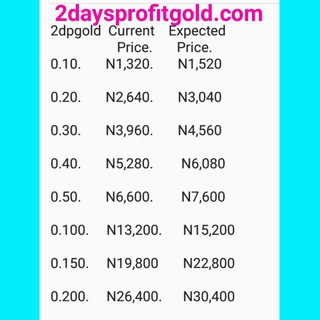 2daysprofitgold.com
2dpgold Current Expected
Price. Price.
0.10. N1,320. N1,520
0.20. N2,640. N3,040
0.30. N3,960. N4,560
0.40. N5,280. N6,080
0.50. N6,600. N7,600
0.100. N13,200. N15,200
0.150. N19,800 N22,800
0.200. N26,400. N30,400